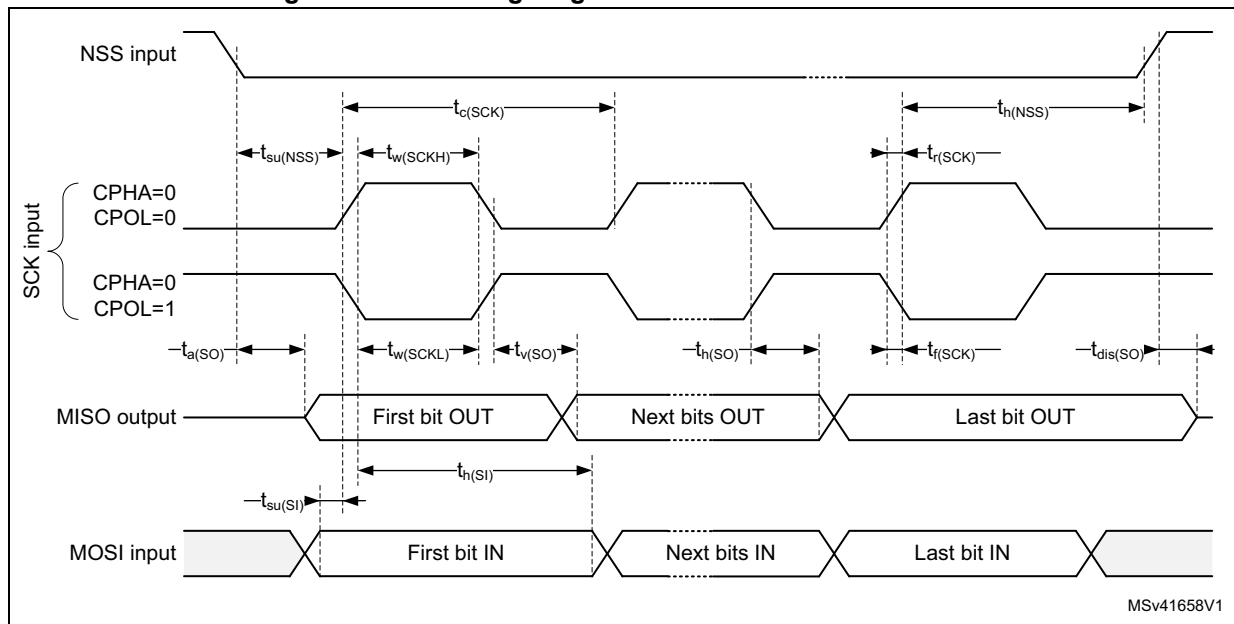 NSS input
tc(SCK)
th(NSS)
tsu(NSS)
tw(SCKH)
tr(SCK)
SCK input
CPHA=0
CPOL=0
CPHA=0
CPOL=1
ta(SO)
tw(SCKL)
tv(SO)
th(SO)
tf(SCK)
tdis(SO)
MISO output
First bit OUT
Next bits OUT
Last bit OUT
th(SI)
tsu(SI)
MOSI input
First bit IN
Next bits IN
Last bit IN
MSv41658V1